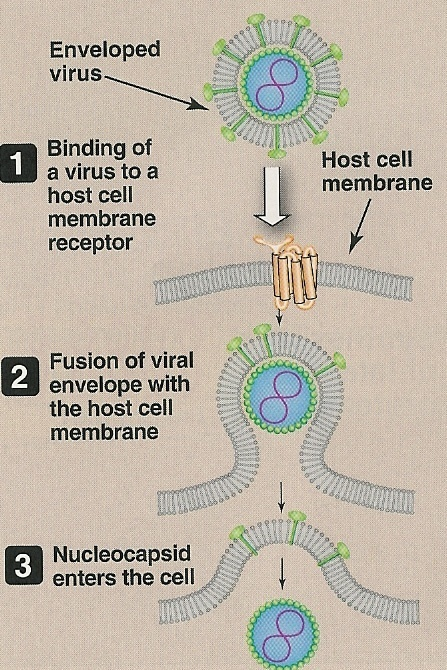 Enveloped
virus
1
Binding of
a virus to a
host cell
membrane
receptor
Host cell
membrane
2
Fusion of viral
envelope with
the host cell
membrane
3
Nucleocapsid
enters the cell